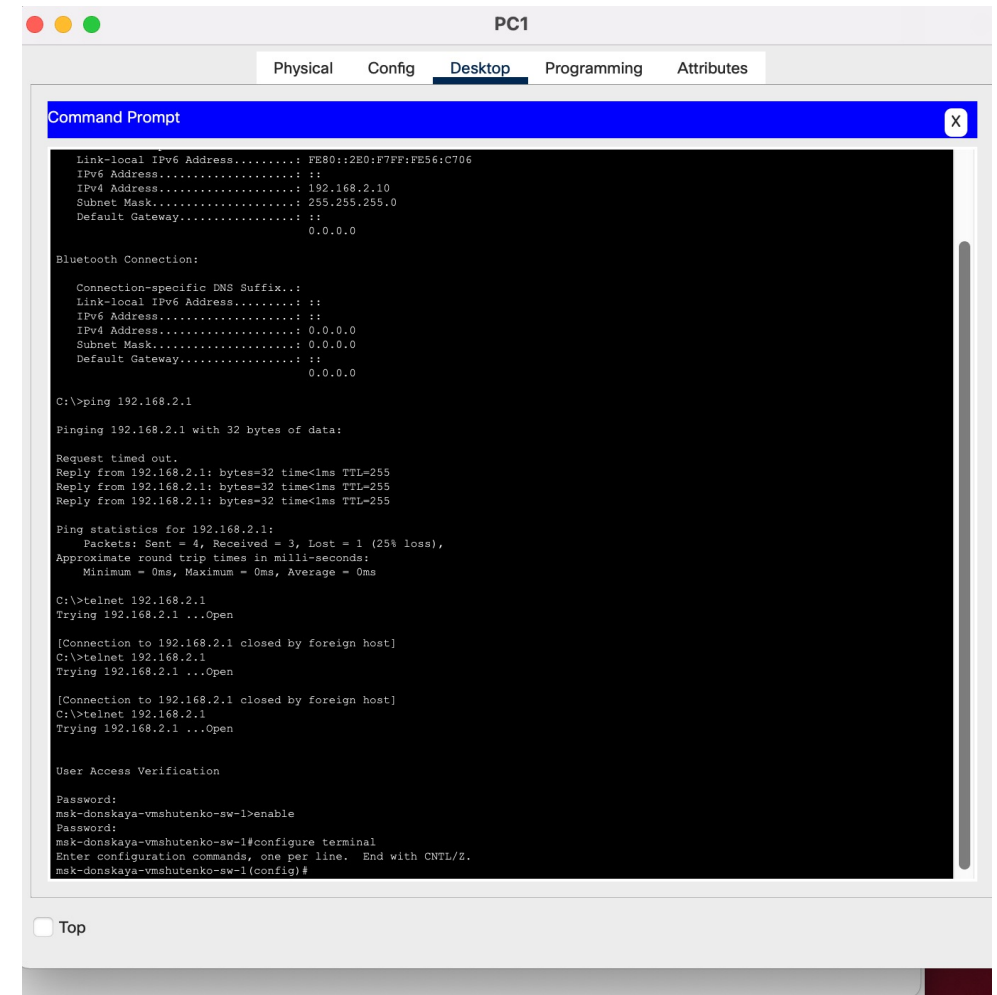 PC1
Physical Config Desktop Programming Attributes
Command Prompt
X
Link-local IPv6 Address.........: FE80::2E0:F7FF:FE56:C706
IPv6 Address....................: ::
IPv4 Address....................: 192.168.2.10
Subnet Mask.....................: 255.255.255.0
Default Gateway.................: ::
0.0.0.0
Bluetooth Connection:
Connection-specific DNS Suffix..:
Link-local IPv6 Address.........: ::
IPv6 Address....................: ::
IPv4 Address....................: 0.0.0.0
Subnet Mask.....................: 0.0.0.0
Default Gateway.................: ::
0.0.0.0
C:\>ping 192.168.2.1
Pinging 192.168.2.1 with 32 bytes of data:
Request timed out.
Reply from 192.168.2.1: bytes=32 time<1ms TTL=255
Reply from 192.168.2.1: bytes=32 time<1ms TTL=255
Reply from 192.168.2.1: bytes=32 time<1ms TTL=255
Ping statistics for 192.168.2.1:
Packets: Sent = 4, Received = 3, Lost = 1 (25% loss),
Approximate round trip times in milli-seconds:
Minimum = 0ms, Maximum = 0ms, Average = 0ms
C:\>telnet 192.168.2.1
Trying 192.168.2.1 ...Open
[Connection to 192.168.2.1 closed by foreign host]
C:\>telnet 192.168.2.1
Trying 192.168.2.1 ...Open
[Connection to 192.168.2.1 closed by foreign host]
C:\>telnet 192.168.2.1
Trying 192.168.2.1 ...Open
User Access Verification
Password:
msk-donskaya-vmshutenko-sw-1>enable
Password:
msk-donskaya-vmshutenko-sw-1#configure terminal
Enter configuration commands, one per line. End with CNTL/Z.
msk-donskaya-vmshutenko-sw-1(config)#
Top